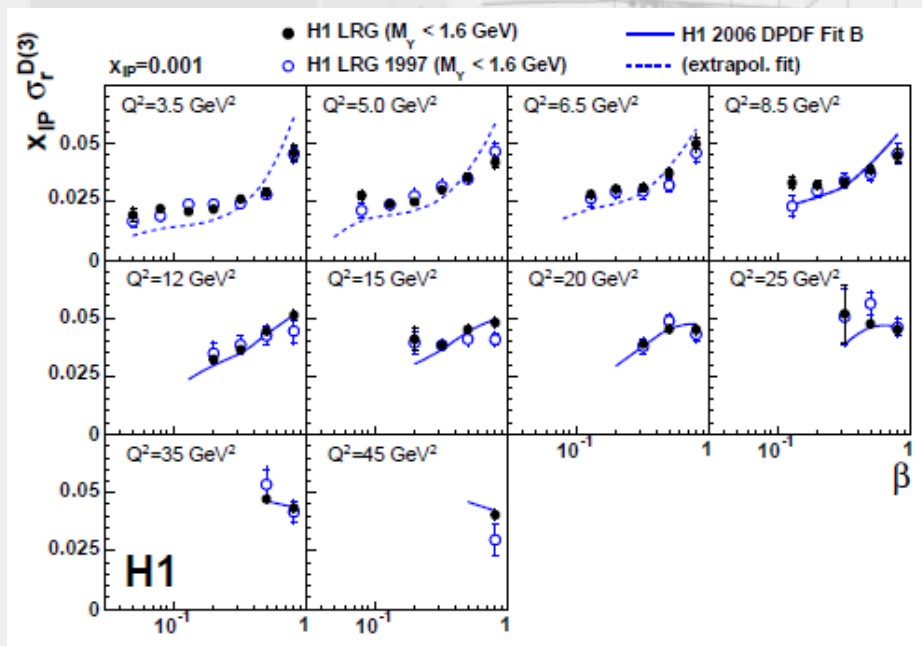 H1 LRG (M_Y < 1.6 GeV)
H1 2006 DPDF Fit B
x_IP=0.001
H1 LRG 1997 (M_Y < 1.6 GeV)
(extrapol. fit)
x_IP σ_r^D(3)
Q²=3.5 GeV²
Q²=5.0 GeV²
Q²=6.5 GeV²
Q²=8.5 GeV²
0.05
0.025
0
Q²=12 GeV²
Q²=15 GeV²
Q²=20 GeV²
Q²=25 GeV²
0.05
0.025
0
10⁻¹ 1 10⁻¹ 1
β
Q²=35 GeV²
Q²=45 GeV²
0.05
0.025
H1
0
10⁻¹ 1 10⁻¹ 1